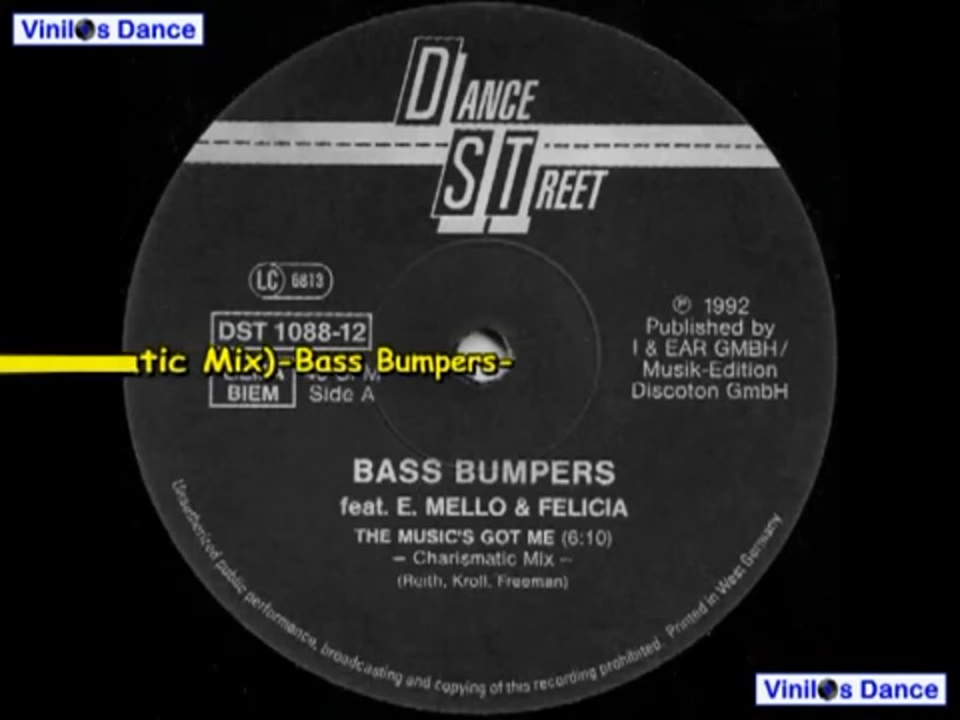 Vinilos Dance
DANCE
STREET
LC 6813
DST 1088-12
BIEM
Side A
℗ 1992
Published by
I & EAR GMBH/
Musik-Edition
Discoton GmbH
tic Mix)-Bass Bumpers-
BASS BUMPERS
feat. E. MELLO & FELICIA
THE MUSIC'S GOT ME (6:10)
– Charismatic Mix –
(Reith, Kroll, Freeman)
Unauthorized public performance, broadcasting and copying of this recording prohibited. Printed in West Germany
Vinilos Dance